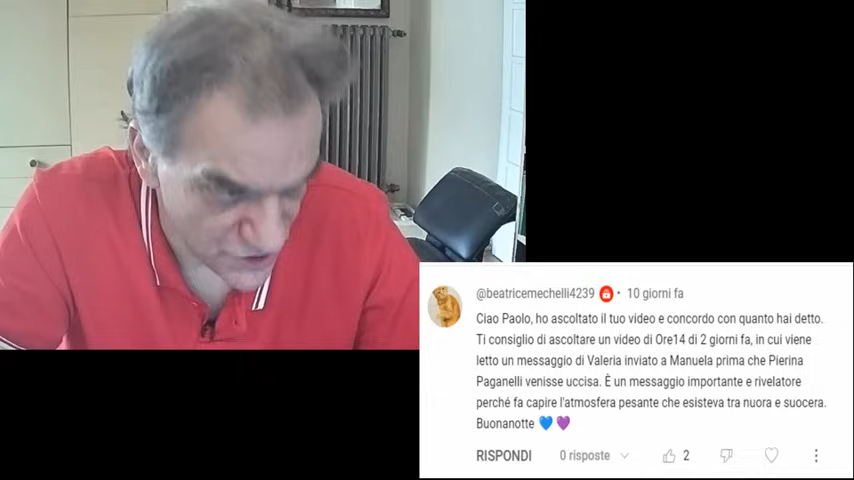 @beatricemechelli4239 · 10 giorni fa
Ciao Paolo, ho ascoltato il tuo video e concordo con quanto hai detto.
Ti consiglio di ascoltare un video di Ore14 di 2 giorni fa, in cui viene
letto un messaggio di Valeria inviato a Manuela prima che Pierina
Paganelli venisse uccisa. È un messaggio importante e rivelatore
perché fa capire l'atmosfera pesante che esisteva tra nuora e suocera.
Buonanotte 💙 💜
RISPONDI 0 risposte 2